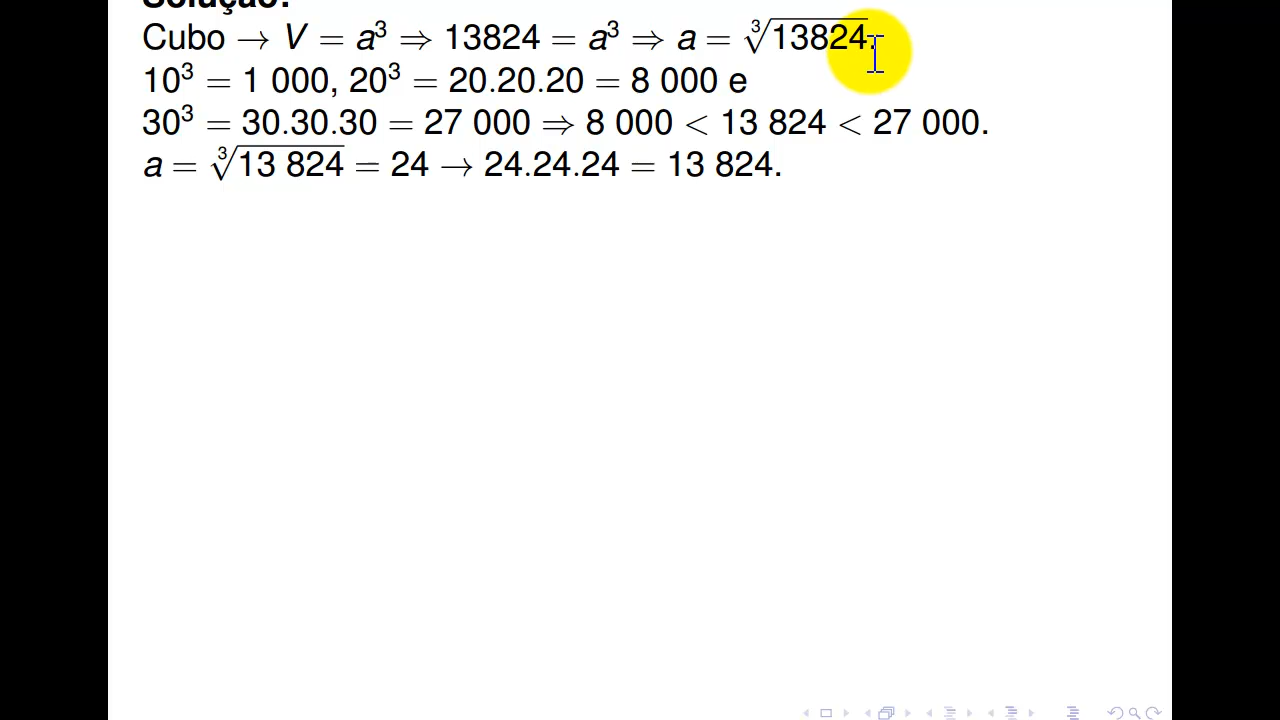 Solução:
Cubo → V = a³ ⇒ 13824 = a³ ⇒ a = ∛13824.
10³ = 1 000, 20³ = 20.20.20 = 8 000 e
30³ = 30.30.30 = 27 000 ⇒ 8 000 < 13 824 < 27 000.
a = ∛13 824 = 24 → 24.24.24 = 13 824.